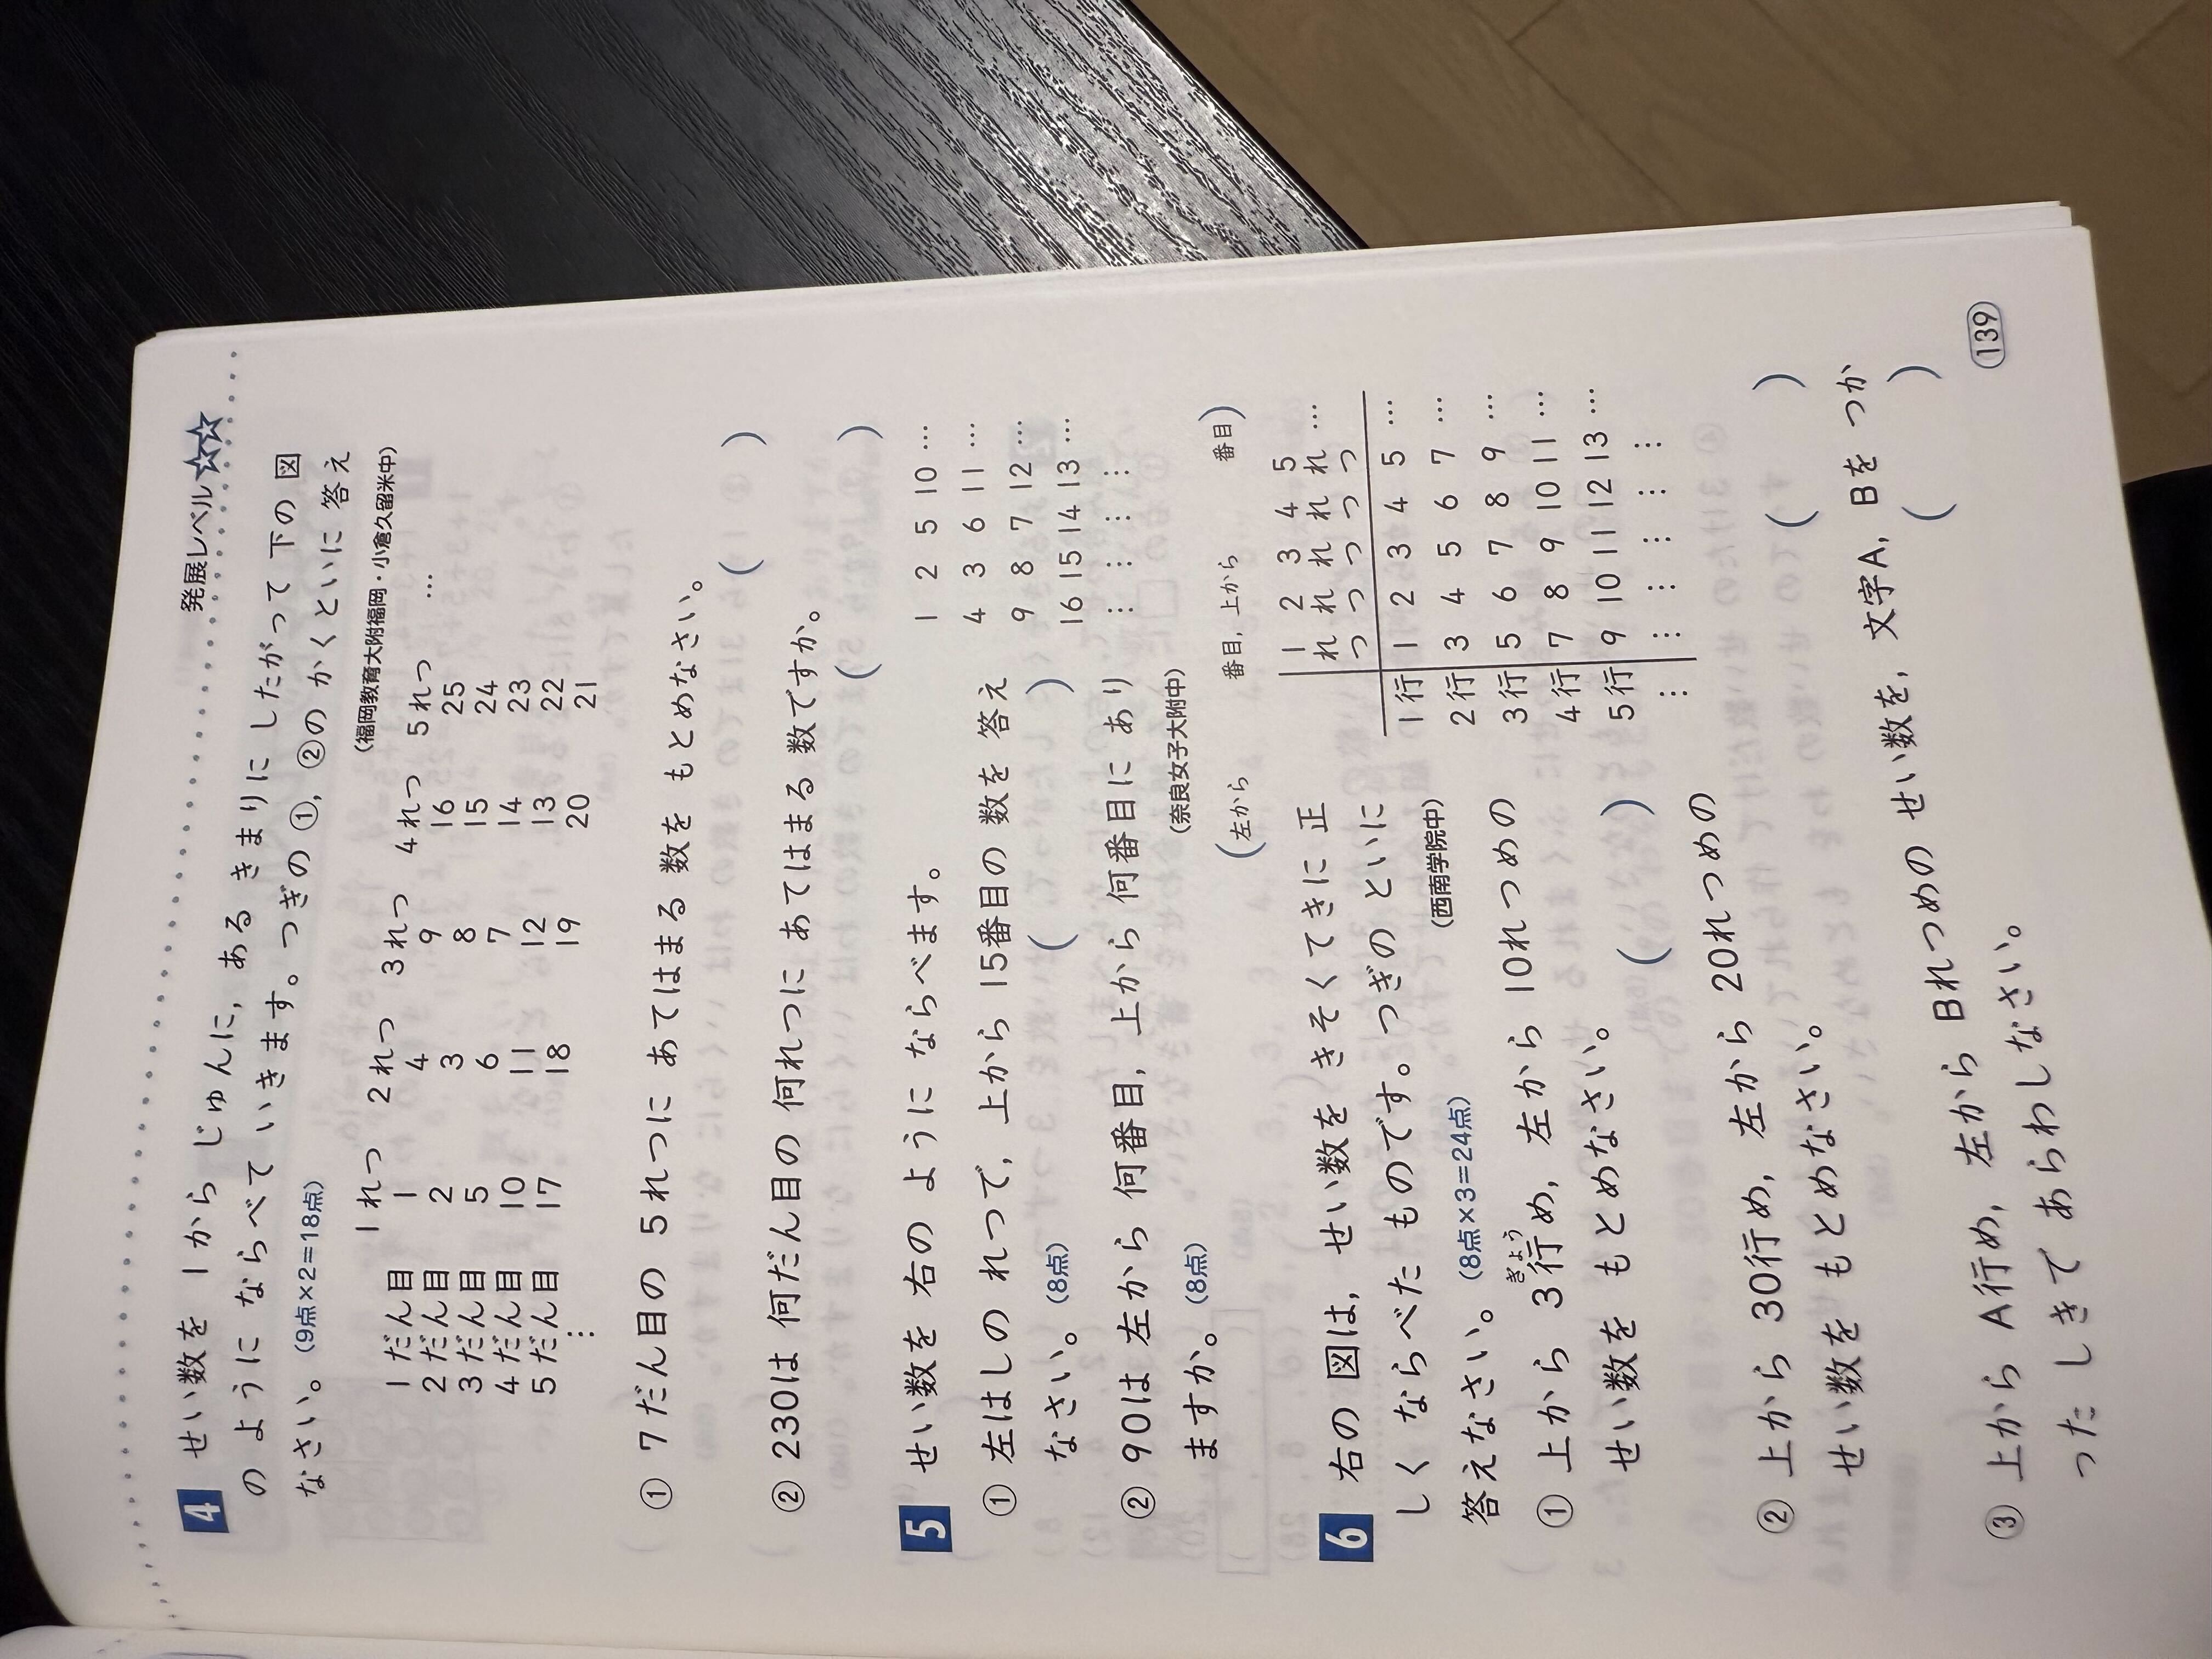 発展レベル☆☆
4 せい数を 1から じゅんに, ある きまりに したがって 下の 図
の ように ならべて いきます。つぎの ①, ②の かくといに 答え
なさい。(9点×2=18点) (福岡教育大附福岡・小倉久留米中)
1れつ 2れつ 3れつ 4れつ 5れつ …
1だん目 1 4 9 16 25
2だん目 2 3 8 15 24
3だん目 5 6 7 14 23
4だん目 10 11 12 13 22
5だん目 17 18 19 20 21
⋮
① 7だん目の 5れつに あてはまる 数を もとめなさい。
( )
② 230は 何だん目の 何れつに あてはまる 数ですか。
( )
5 せい数を 右の ように ならべます。
① 左はしの れつで, 上から 15番目の 数を 答え
なさい。(8点) ( )
② 90は 左から 何番目, 上から 何番目に あり
ますか。(8点) (奈良女子大附中)
1 2 5 10 …
4 3 6 11 …
9 8 7 12 …
16 15 14 13 …
⋮ ⋮ ⋮ ⋮
(左から 番目, 上から 番目)
6 右の 図は, せい数を きそくてきに 正
しく ならべた ものです。つぎの といに
答えなさい。(8点×3=24点) (西南学院中)
① 上から 3行め, 左から 10れつめの
ぎょう
せい数を もとめなさい。
( )
1れつ 2れつ 3れつ 4れつ 5れつ …
1行 1 2 3 4 5 …
2行 3 4 5 6 7 …
3行 5 6 7 8 9 …
4行 7 8 9 10 11 …
5行 9 10 11 12 13 …
⋮ ⋮ ⋮ ⋮ ⋮ ⋮
② 上から 30行め, 左から 20れつめの
せい数を もとめなさい。
( )
③ 上から A行め, 左から Bれつめの せい数を, 文字A, Bを つか
った しきで あらわしなさい。
( )
139